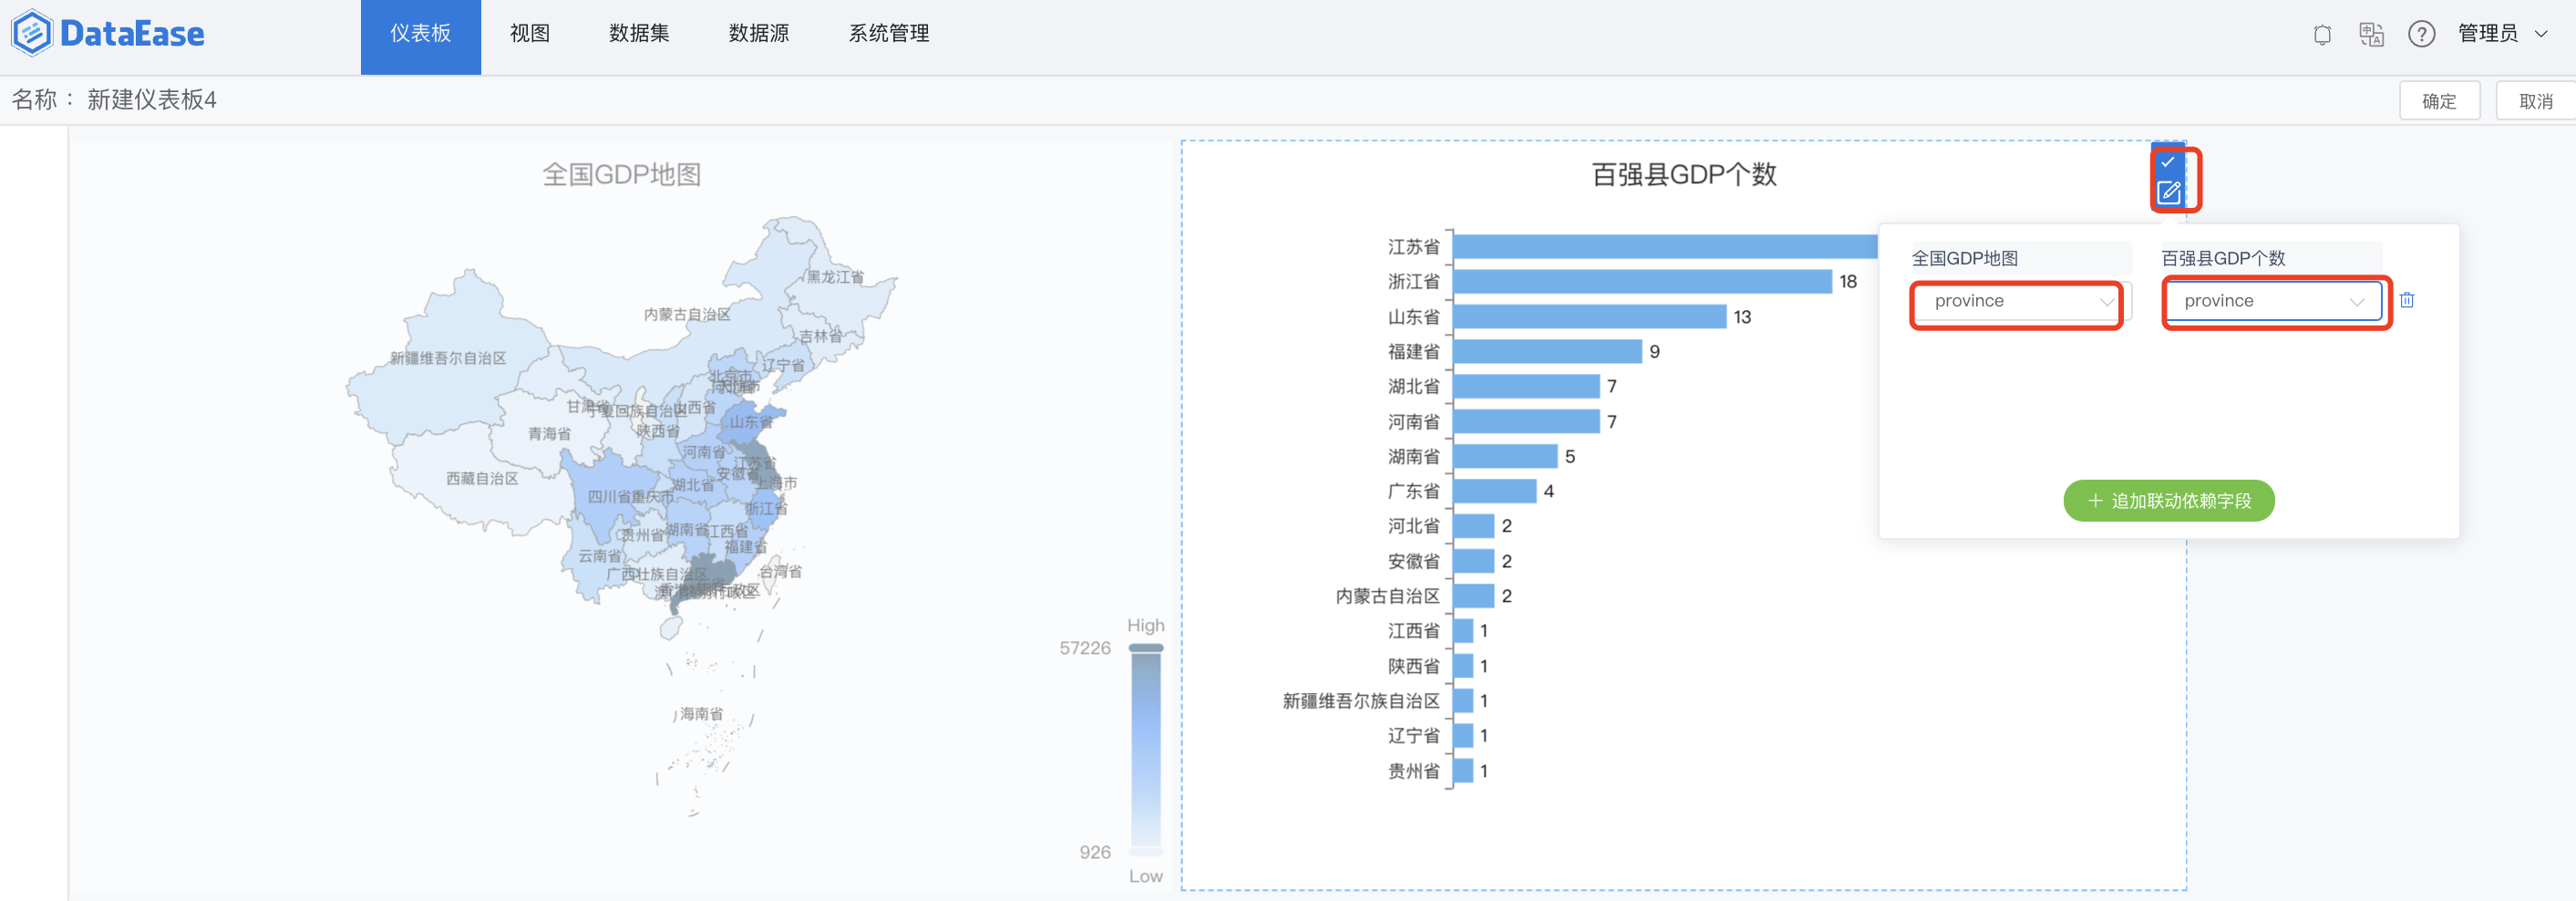 DataEase
仪表板
视图
数据集
数据源
系统管理
管理员
名称： 新建仪表板4
确定
取消
全国GDP地图
黑龙江省
内蒙古自治区
吉林省
新疆维吾尔自治区
辽宁省
北京市
甘肃省
宁夏回族自治区
山西省
山东省
青海省
陕西省
河南省
江苏省
安徽省
西藏自治区
湖北省
上海市
四川省
重庆市
浙江省
湖南省
江西省
贵州省
福建省
云南省
广西壮族自治区
台湾省
海南省
High
57226
926
Low
百强县GDP个数
江苏省
浙江省 18
山东省 13
福建省 9
湖北省 7
河南省 7
湖南省 5
广东省 4
河北省 2
安徽省 2
内蒙古自治区 2
江西省 1
陕西省 1
新疆维吾尔族自治区 1
辽宁省 1
贵州省 1
全国GDP地图
百强县GDP个数
province
province
+ 追加联动依赖字段